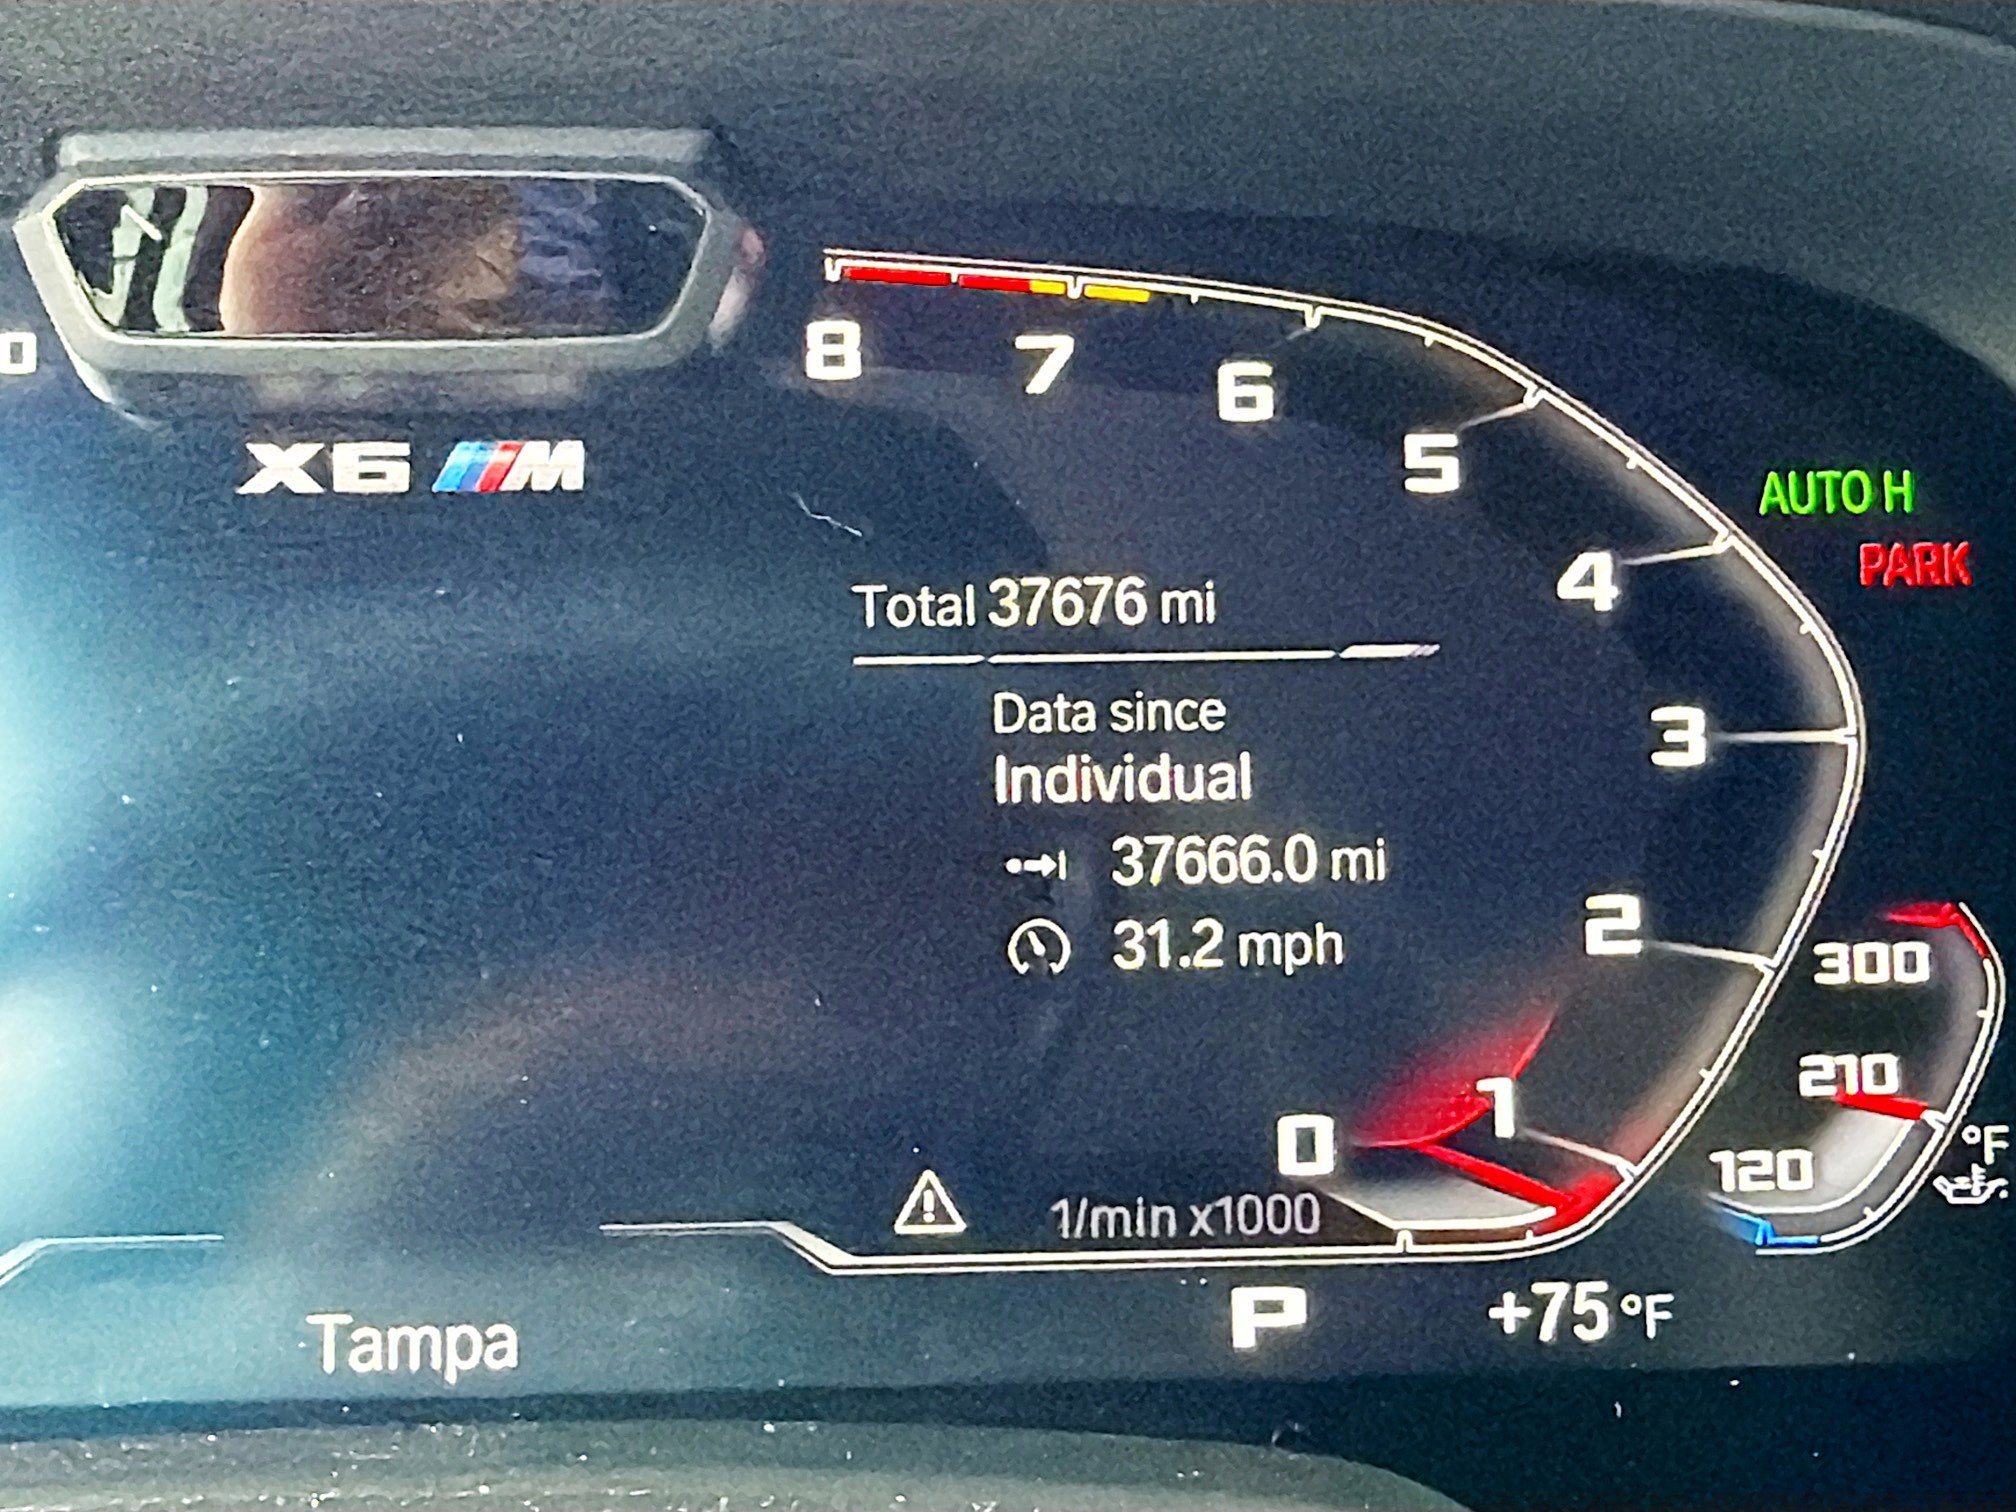 0
X6 M
8
7
6
5
4
3
2
1
0
AUTO H
PARK
Total 37676 mi
Data since
Individual
37666.0 mi
31.2 mph
1/min x1000
300
210
120
°F
Tampa
P
+75 °F